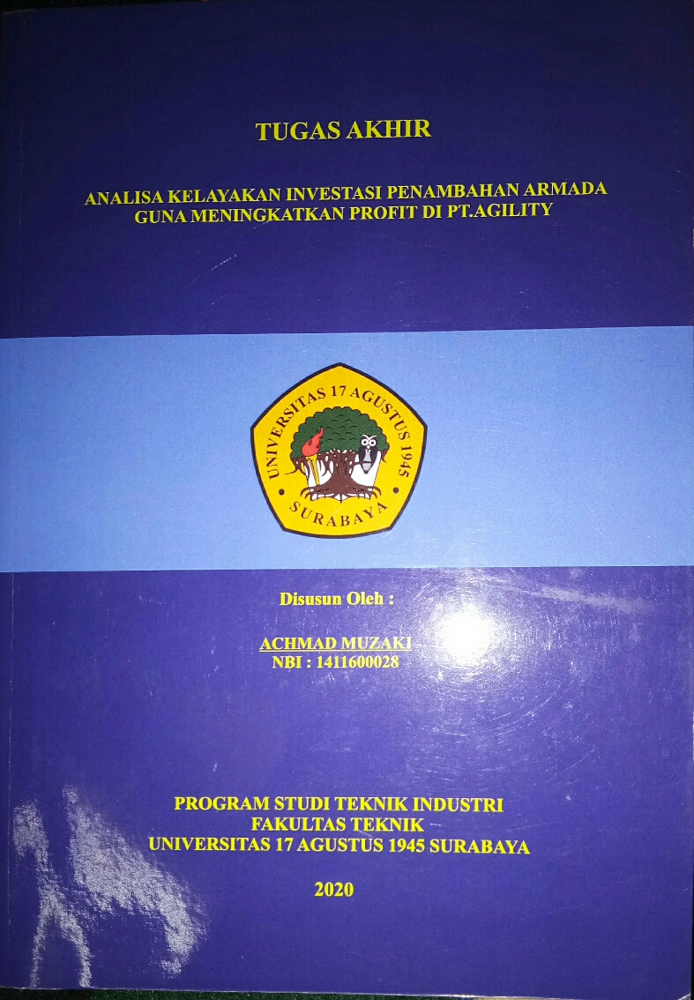 TUGAS AKHIR
ANALISA KELAYAKAN INVESTASI PENAMBAHAN ARMADA
GUNA MENINGKATKAN PROFIT DI PT.AGILITY
UNIVERSITAS 17 AGUSTUS 1945
SURABAYA
Disusun Oleh :
ACHMAD MUZAKI
NBI : 1411600028
PROGRAM STUDI TEKNIK INDUSTRI
FAKULTAS TEKNIK
UNIVERSITAS 17 AGUSTUS 1945 SURABAYA
2020